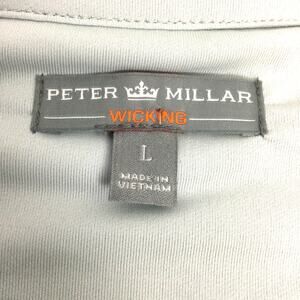 PETER MILLAR
WICKING
L
MADE IN
VIETNAM